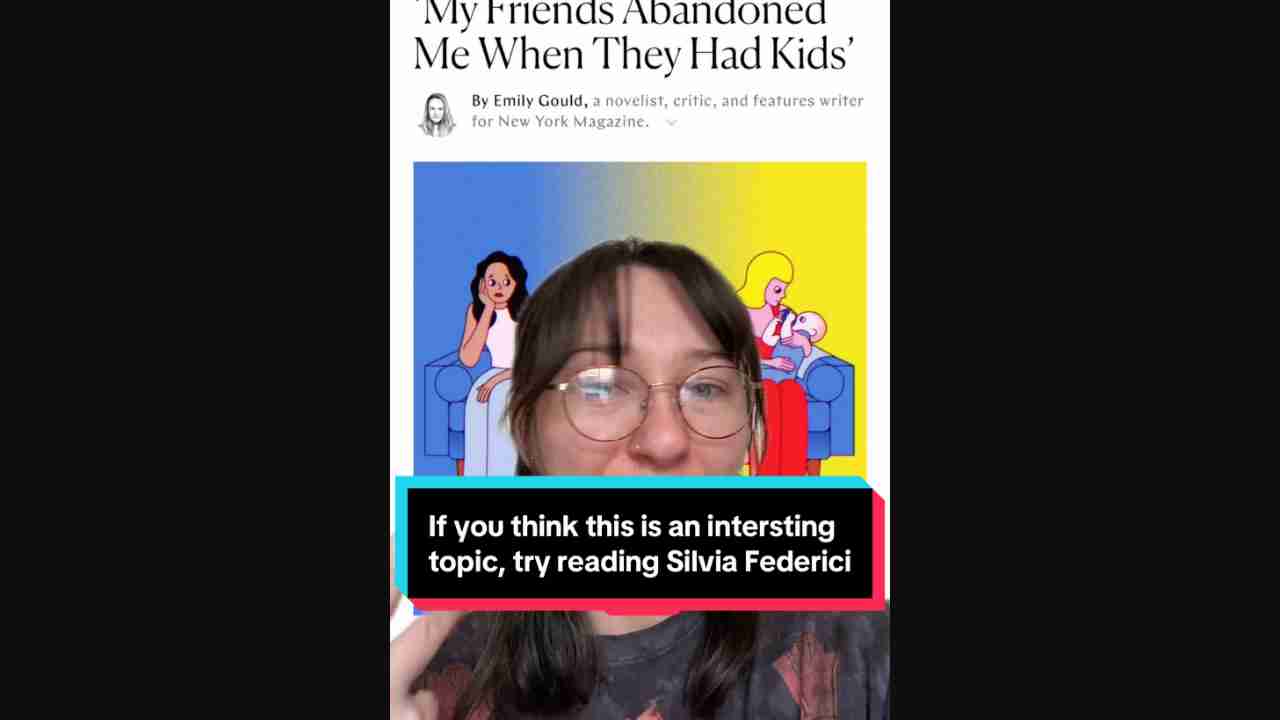 'My Friends Abandoned
Me When They Had Kids'
By Emily Gould, a novelist, critic, and features writer
for New York Magazine.
If you think this is an intersting
topic, try reading Silvia Federici